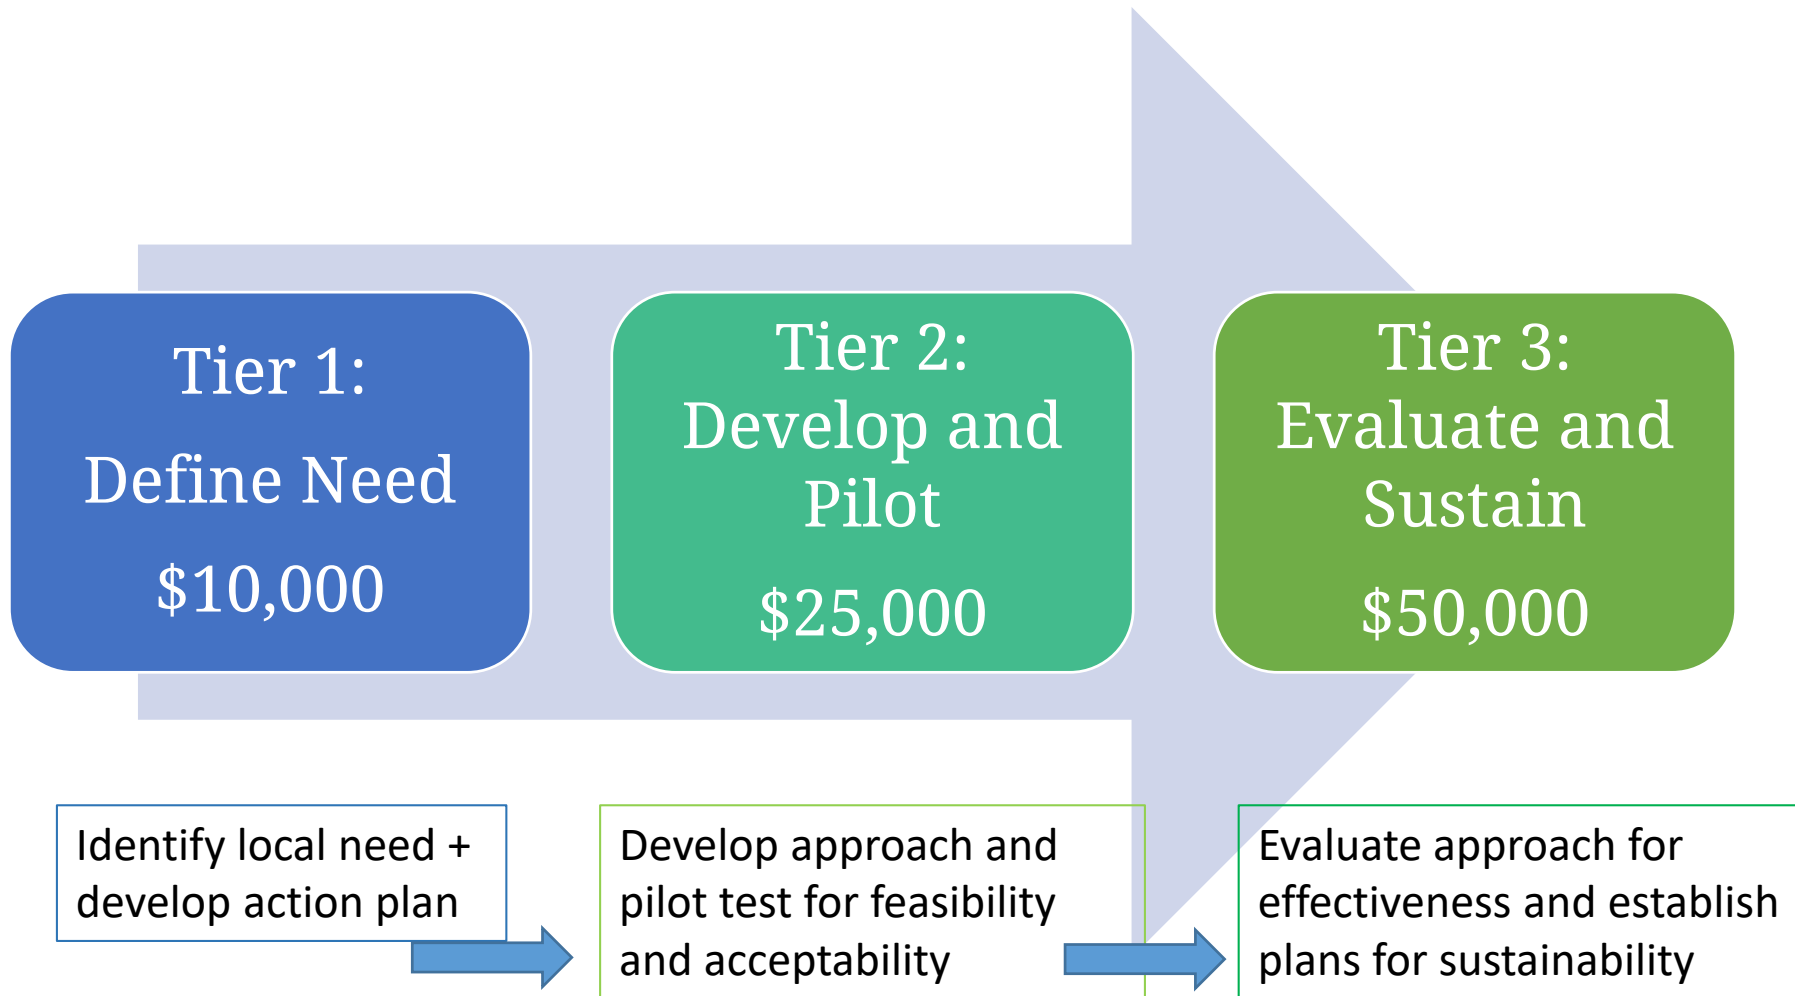 Tier 1:
Define Need
$10,000
Tier 2:
Develop and
Pilot
$25,000
Tier 3:
Evaluate and
Sustain
$50,000
Identify local need +
develop action plan
Develop approach and
pilot test for feasibility
and acceptability
Evaluate approach for
effectiveness and establish
plans for sustainability